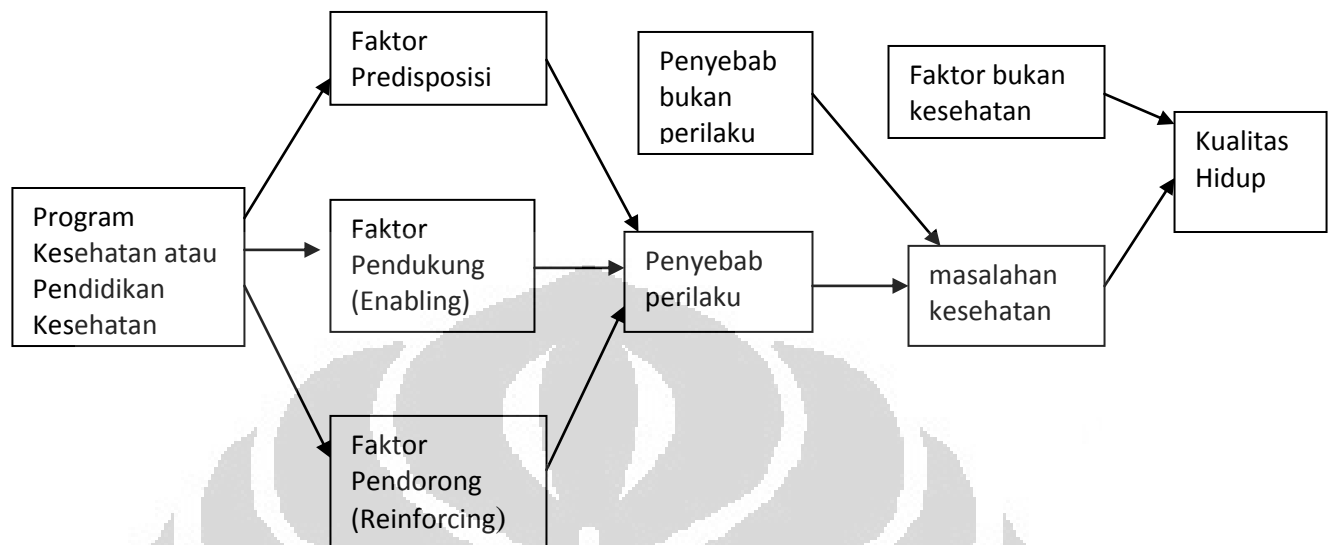 Faktor
Predisposisi
Penyebab
bukan
perilaku
Faktor bukan
kesehatan
Kualitas
Hidup
Program
Kesehatan atau
Pendidikan
Kesehatan
Faktor
Pendukung
(Enabling)
Penyebab
perilaku
masalahan
kesehatan
Faktor
Pendorong
(Reinforcing)